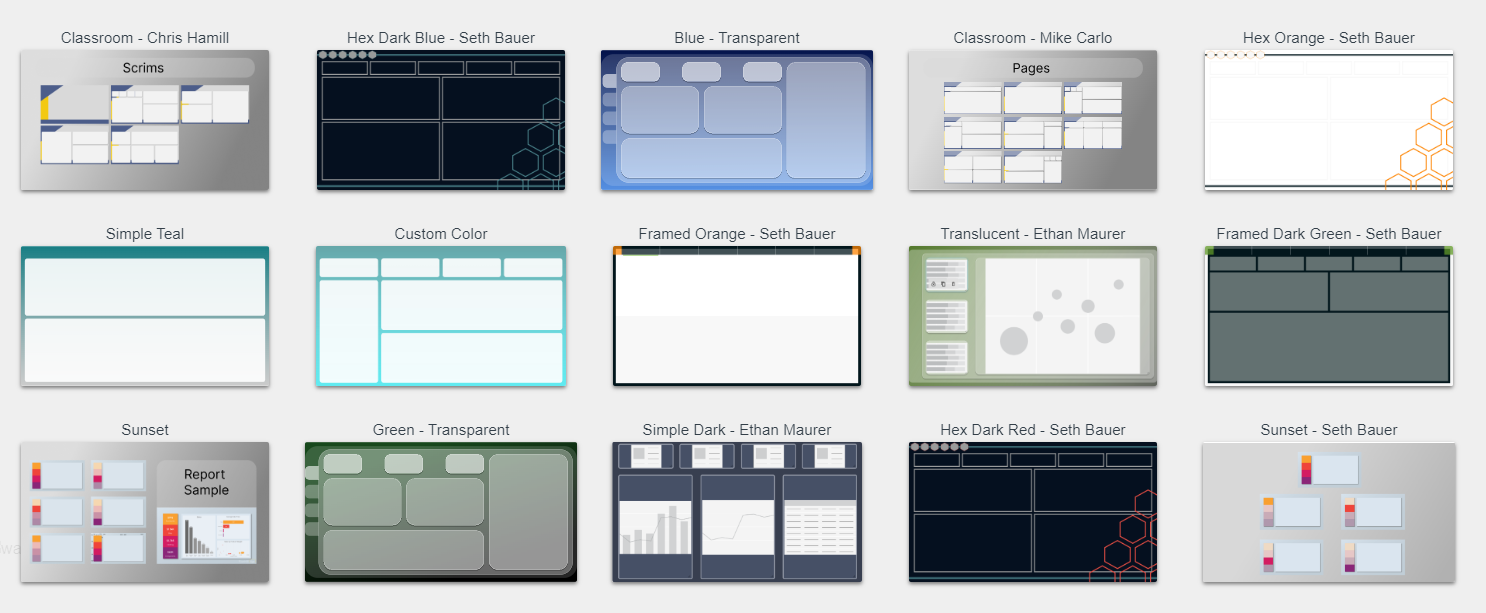 Classroom - Chris Hamill
Hex Dark Blue - Seth Bauer
Blue - Transparent
Classroom - Mike Carlo
Hex Orange - Seth Bauer
Scrims
Pages
Simple Teal
Custom Color
Framed Orange - Seth Bauer
Translucent - Ethan Maurer
Framed Dark Green - Seth Bauer
Sunset
Green - Transparent
Simple Dark - Ethan Maurer
Hex Dark Red - Seth Bauer
Sunset - Seth Bauer
Report
Sample